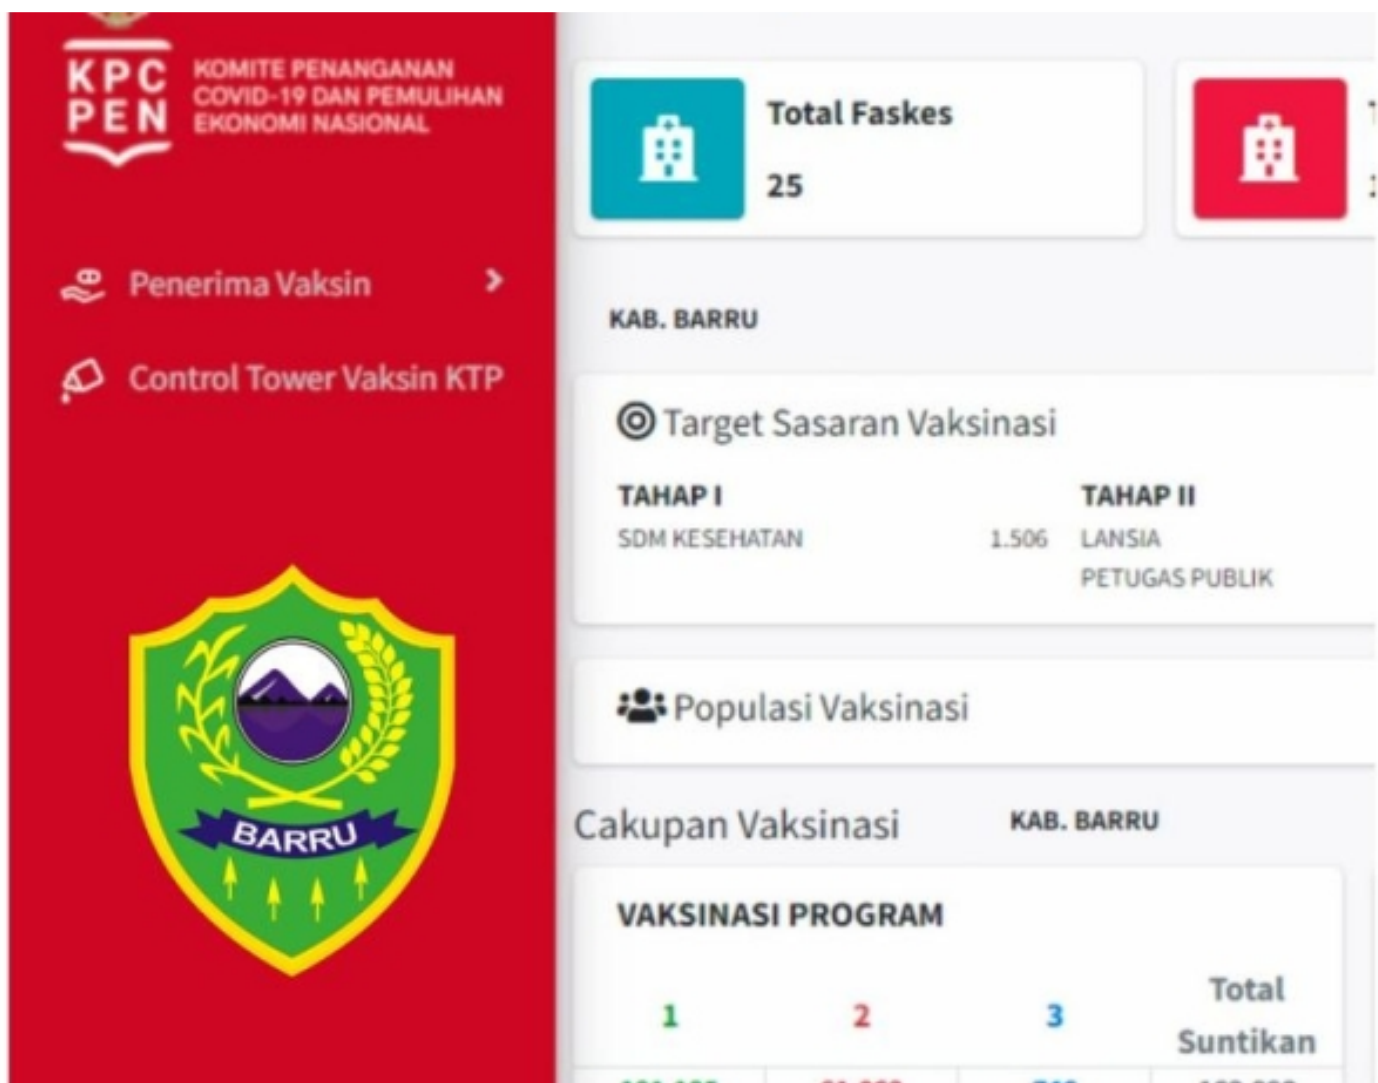 KPC PEN
KOMITE PENANGANAN
COVID-19 DAN PEMULIHAN
EKONOMI NASIONAL
Penerima Vaksin
Control Tower Vaksin KTP
BARRU
Total Faskes
25
KAB. BARRU
Target Sasaran Vaksinasi
TAHAP I
SDM KESEHATAN 1.506
TAHAP II
LANSIA
PETUGAS PUBLIK
Populasi Vaksinasi
Cakupan Vaksinasi KAB. BARRU
VAKSINASI PROGRAM
1 2 3 Total Suntikan